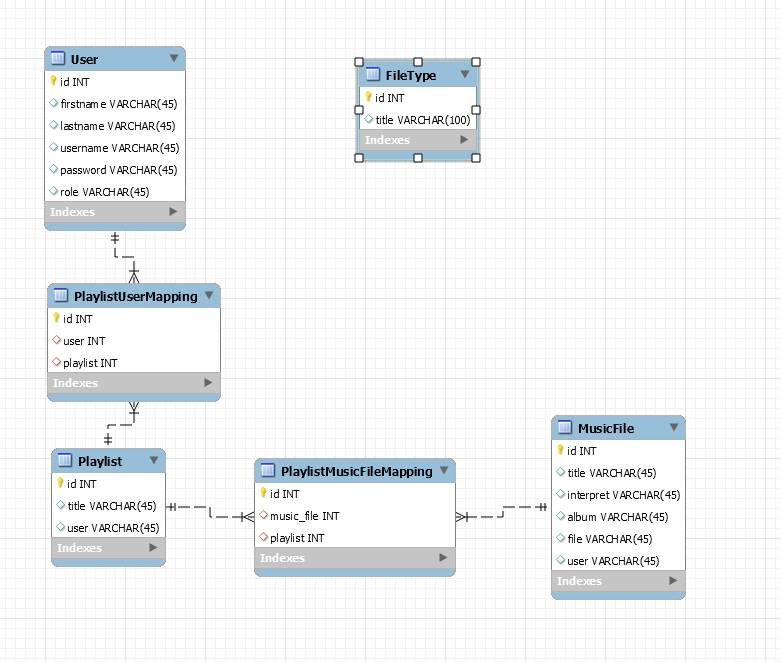 User
id INT
firstname VARCHAR(45)
lastname VARCHAR(45)
username VARCHAR(45)
password VARCHAR(45)
role VARCHAR(45)
Indexes
FileType
id INT
title VARCHAR(100)
Indexes
PlaylistUserMapping
id INT
user INT
playlist INT
Indexes
Playlist
id INT
title VARCHAR(45)
user VARCHAR(45)
Indexes
PlaylistMusicFileMapping
id INT
music_file INT
playlist INT
Indexes
MusicFile
id INT
title VARCHAR(45)
interpret VARCHAR(45)
album VARCHAR(45)
file VARCHAR(45)
user VARCHAR(45)
Indexes